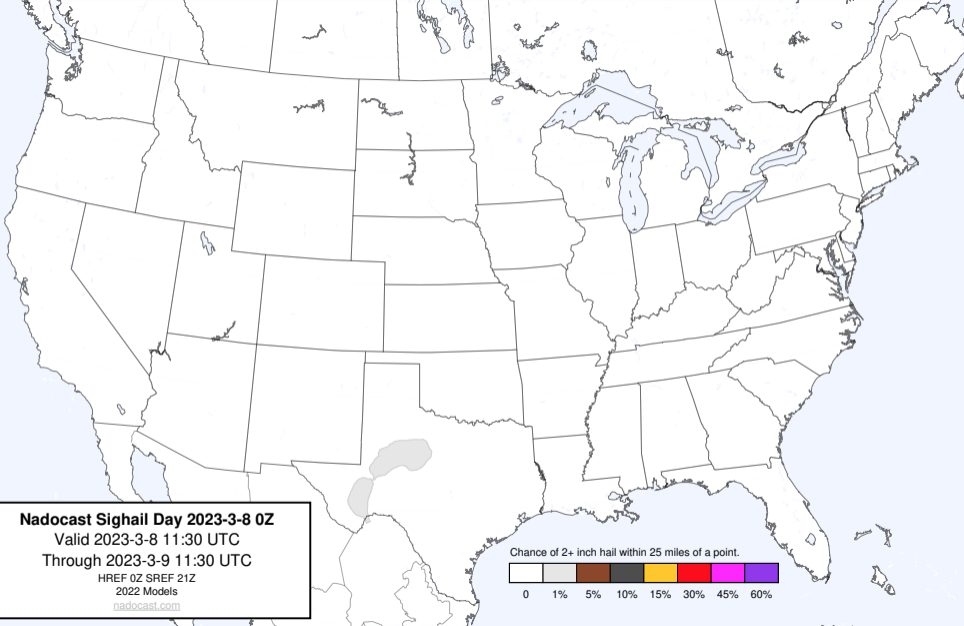 Nadocast Sighail Day 2023-3-8 0Z
Valid 2023-3-8 11:30 UTC
Through 2023-3-9 11:30 UTC
HREF 0Z SREF 21Z
2022 Models
nadocast.com
Chance of 2+ inch hail within 25 miles of a point.
0 1% 5% 10% 15% 30% 45% 60%